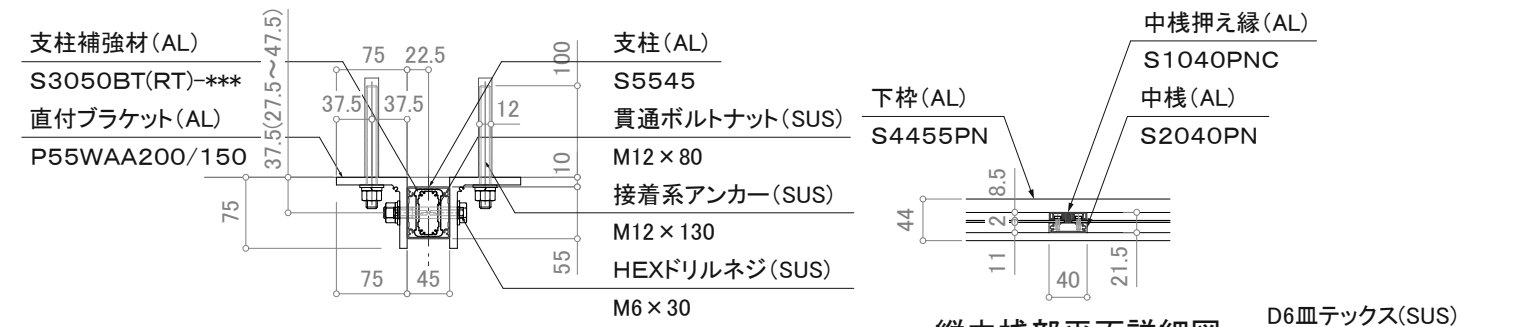 支柱補強材(AL)
S3050BT(RT)-***
直付ブラケット(AL)
P55WAA200/150
37.5(27.5～47.5)
75 22.5
37.5 37.5
12
100
10
55
75
75 45
支柱(AL)
S5545
貫通ボルトナット(SUS)
M12×80
接着系アンカー(SUS)
M12×130
HEXドリルネジ(SUS)
M6×30
中桟押え縁(AL)
S1040PNC
下枠(AL)
S4455PN
中桟(AL)
S2040PN
8.5
44
2
11
40
21.5
D6皿テックス(SUS)